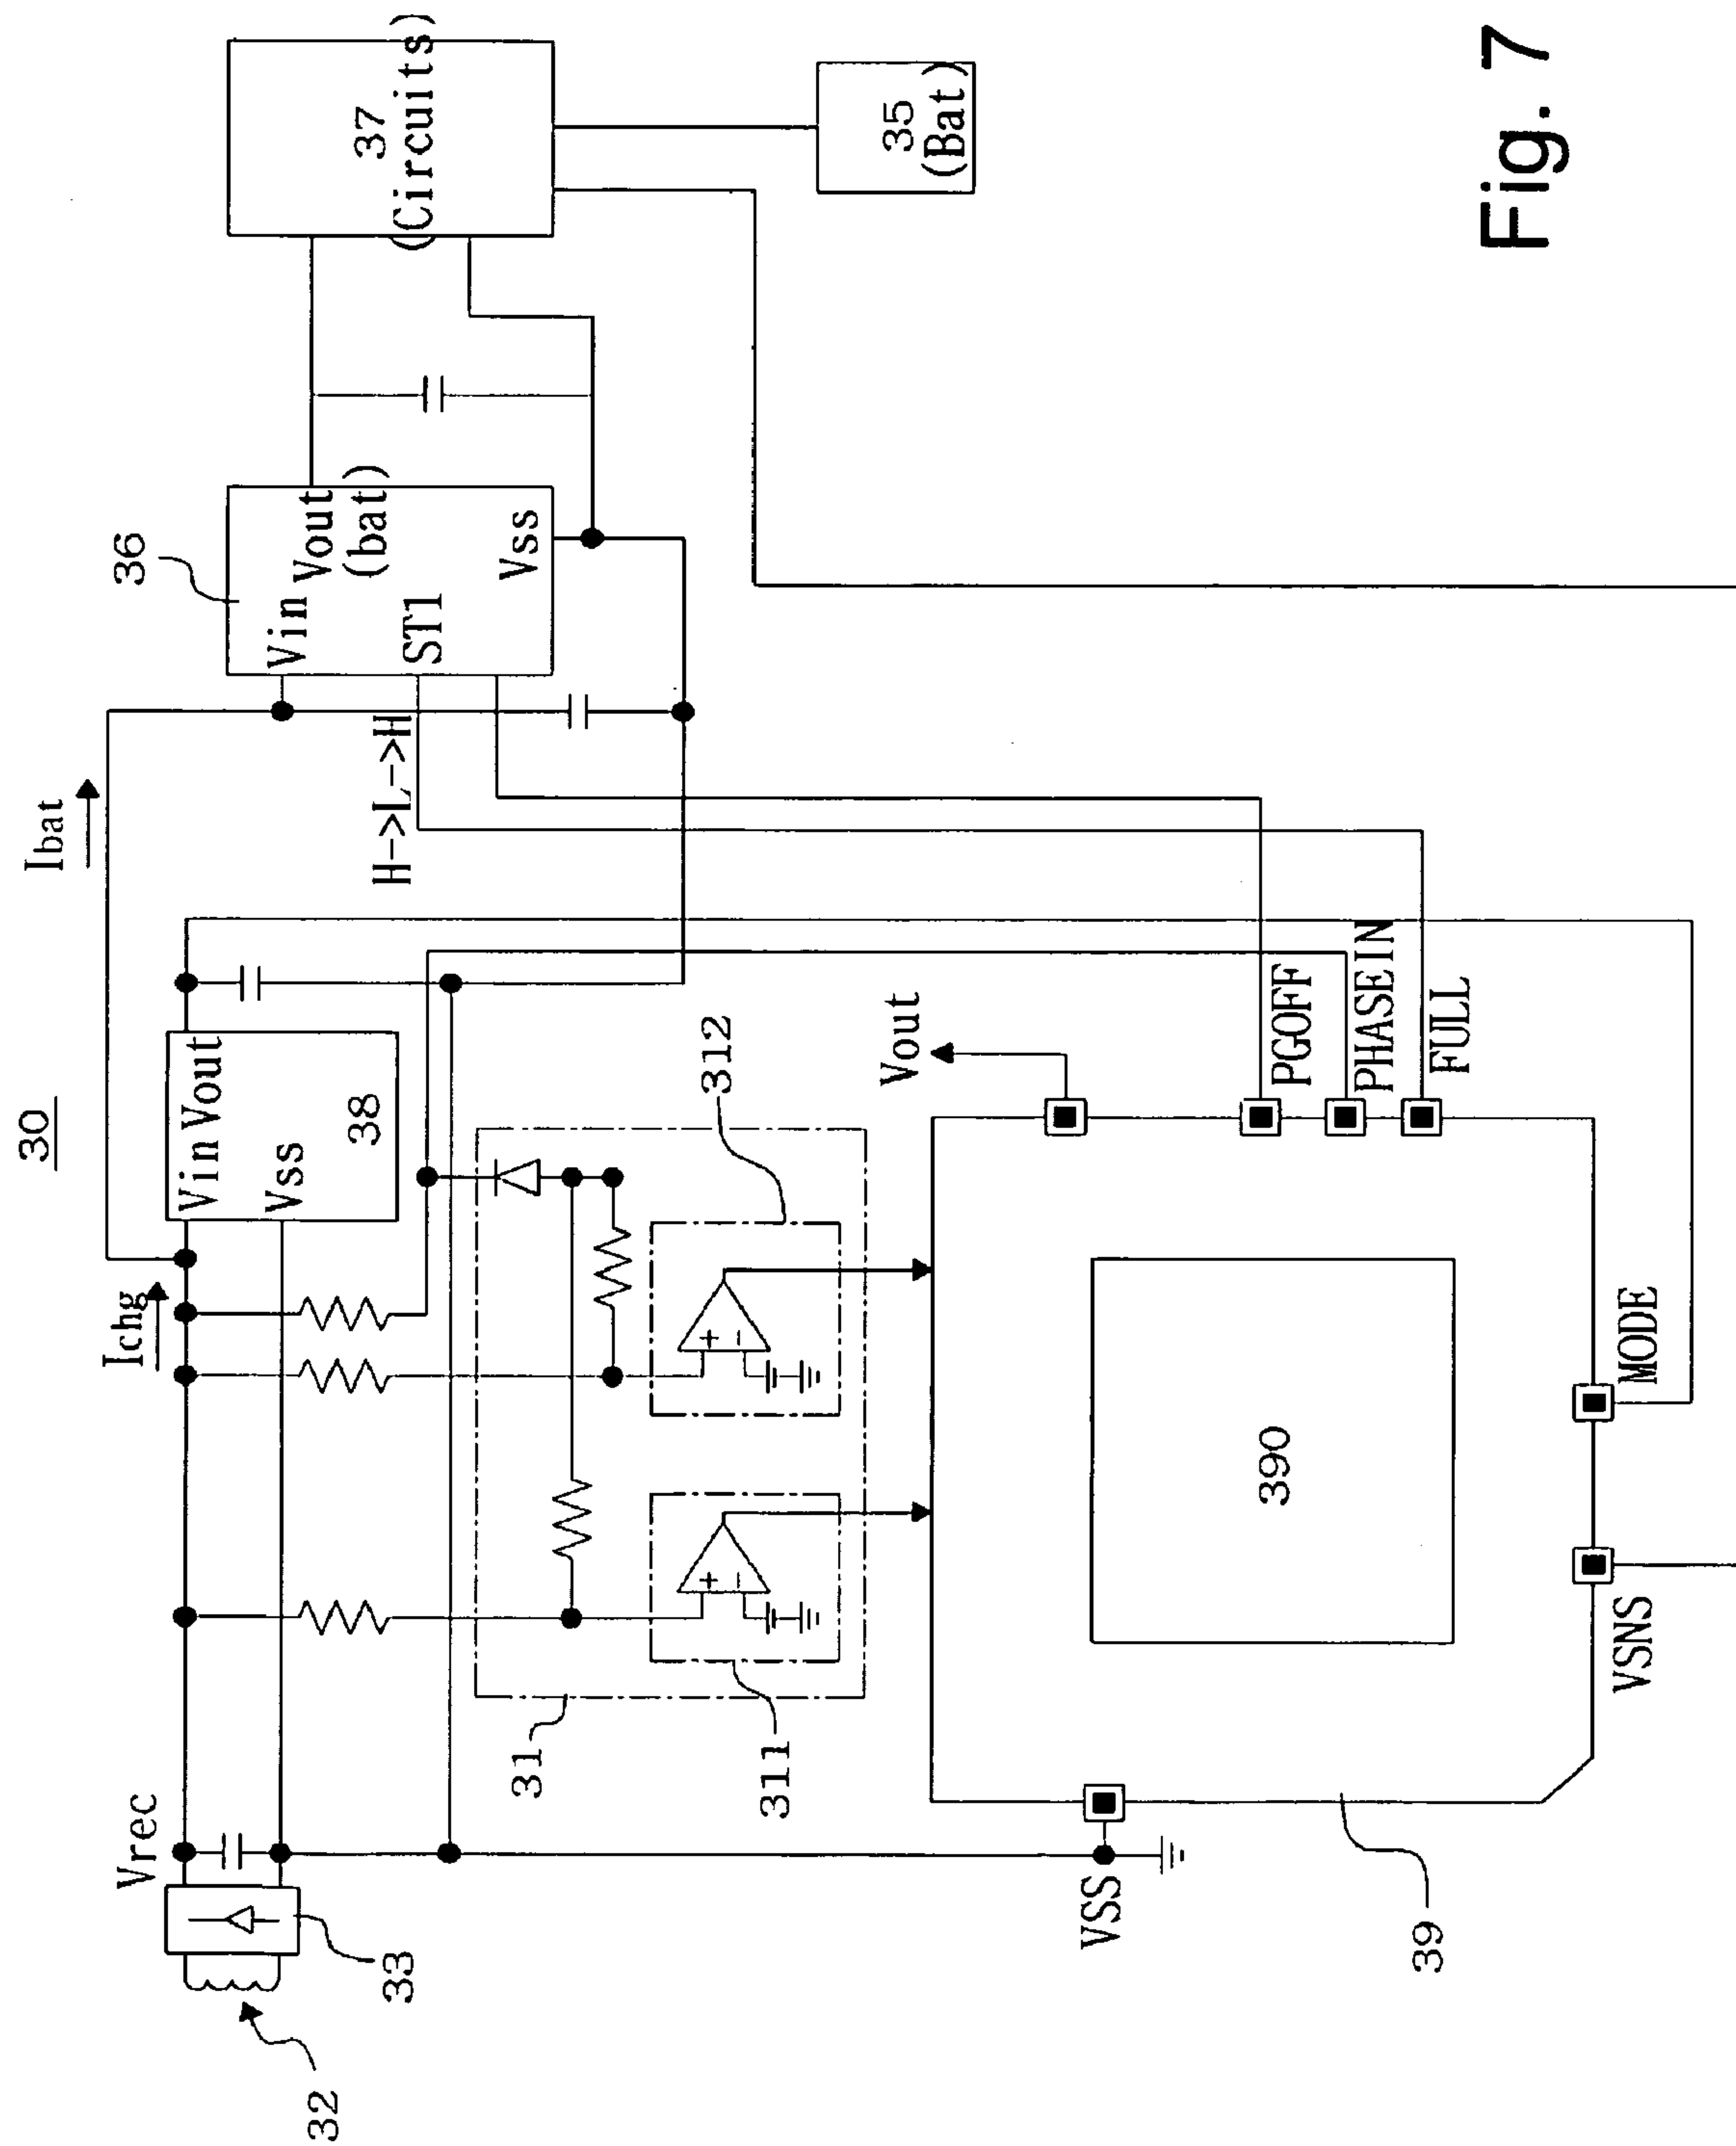 30
Ibat
36
Vin
Vout
(bat)
ST1
Vss
37
(Circuits)
35
(Bat)
H->L->H
Vrec
Ichg
Vin Vout
Vss
38
32
33
31
311
312
Vout
PGOFF
PHASEIN
FULL
MODE
VSNS
VSS
39
390
Fig. 7